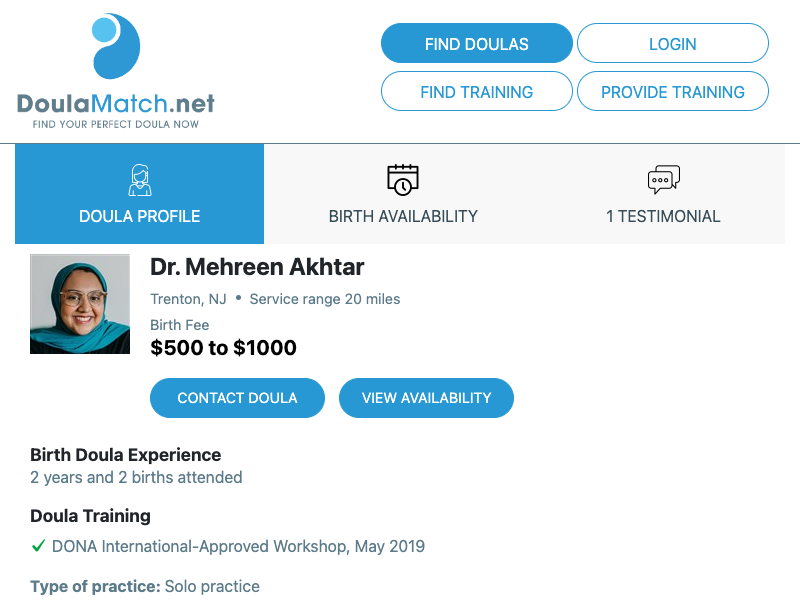 DoulaMatch.net
FIND YOUR PERFECT DOULA NOW
FIND DOULAS
LOGIN
FIND TRAINING
PROVIDE TRAINING
DOULA PROFILE
BIRTH AVAILABILITY
1 TESTIMONIAL
Dr. Mehreen Akhtar
Trenton, NJ • Service range 20 miles
Birth Fee
$500 to $1000
CONTACT DOULA
VIEW AVAILABILITY
Birth Doula Experience
2 years and 2 births attended
Doula Training
✓ DONA International-Approved Workshop, May 2019
Type of practice: Solo practice